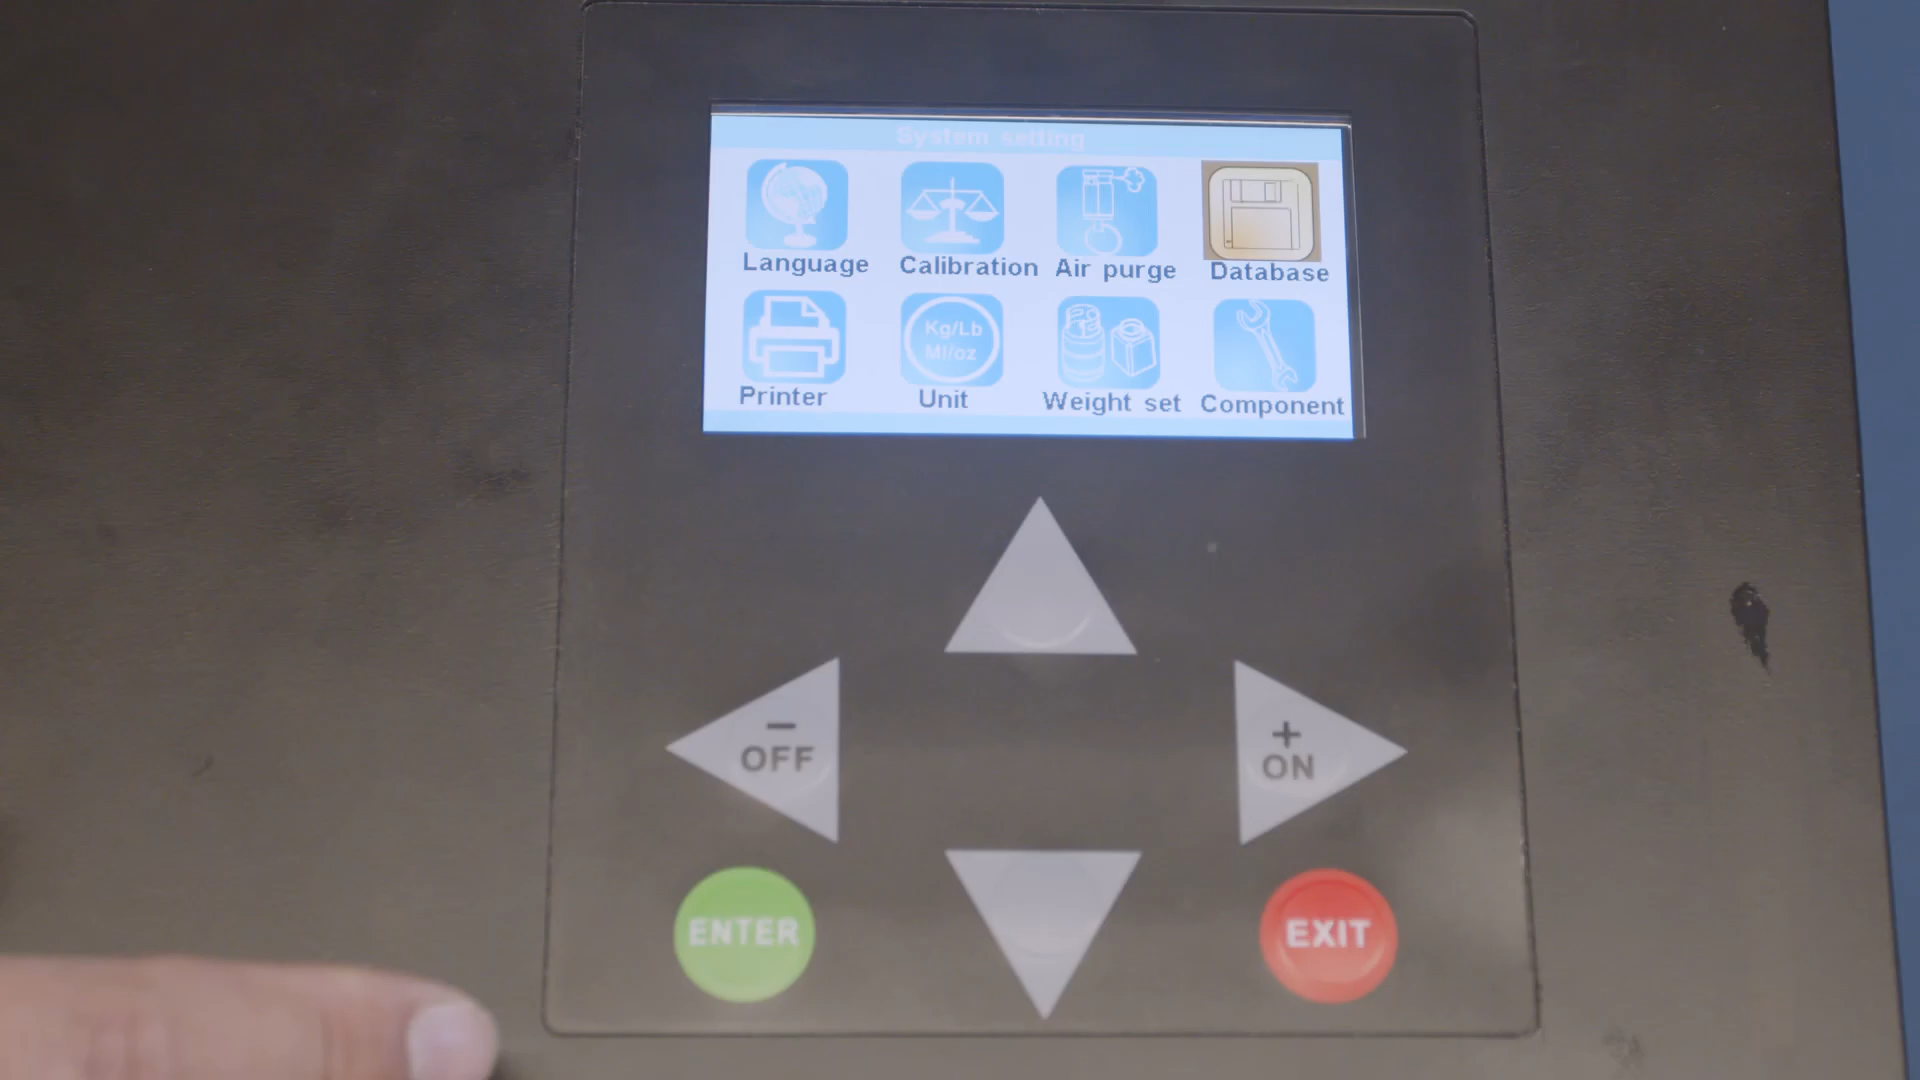 System setting
Language Calibration Air purge Database
Kg/Lb
Ml/oz
Printer Unit Weight set Component
−
OFF
+
ON
ENTER
EXIT